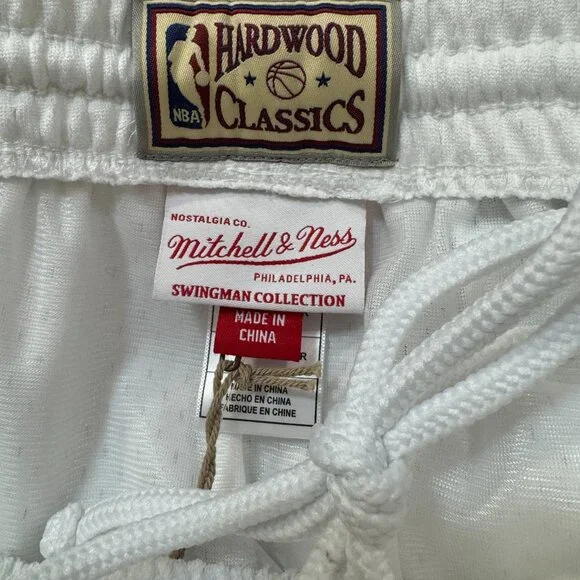 HARDWOOD
NBA
CLASSICS
NOSTALGIA CO.
Mitchell & Ness
PHILADELPHIA, PA.
SWINGMAN COLLECTION
MADE IN
CHINA
IN CHINA
HECHO EN CHINA
FABRIQUE EN CHINE